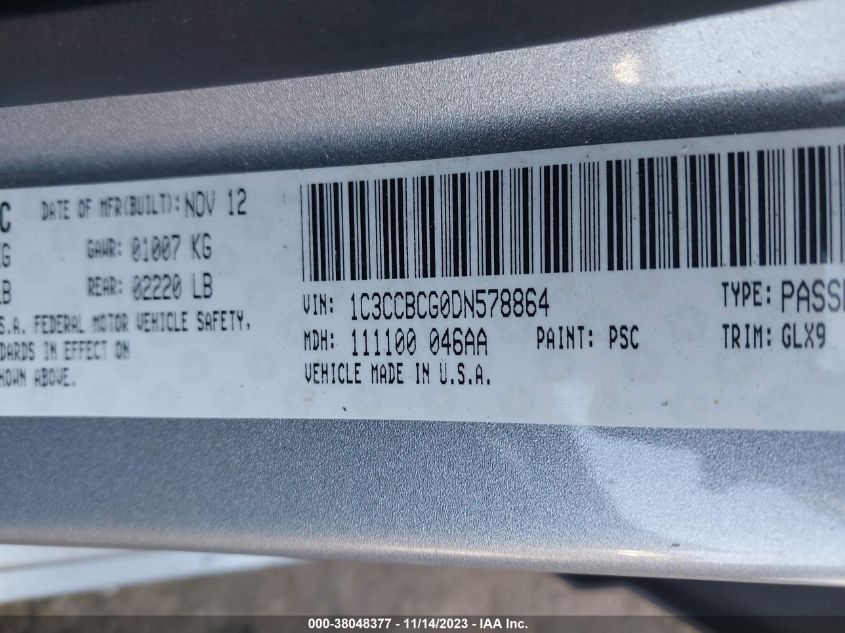 C DATE OF MFR(BUILT): NOV 12
KG GAWR: 01007 KG
LB REAR: 02220 LB
S.A. FEDERAL MOTOR VEHICLE SAFETY,
DARDS IN EFFECT ON
HOWN ABOVE.
VIN: 1C3CCBCG0DN578864 TYPE: PASSE
MDH: 111100 046AA PAINT: PSC TRIM: GLX9
VEHICLE MADE IN U.S.A.
000-38048377 - 11/14/2023 - IAA Inc.